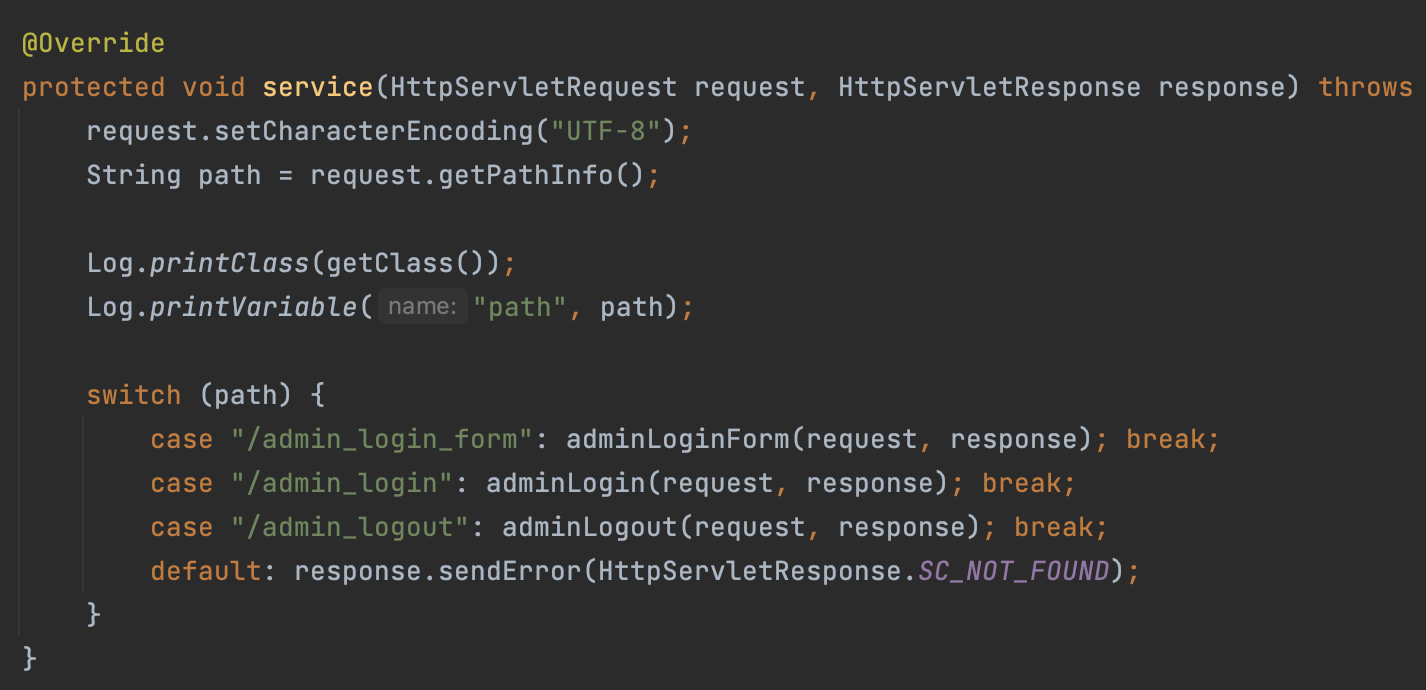 @Override
protected void service(HttpServletRequest request, HttpServletResponse response) throws
request.setCharacterEncoding("UTF-8");
String path = request.getPathInfo();
Log.printClass(getClass());
Log.printVariable( name: "path", path);
switch (path) {
case "/admin_login_form": adminLoginForm(request, response); break;
case "/admin_login": adminLogin(request, response); break;
case "/admin_logout": adminLogout(request, response); break;
default: response.sendError(HttpServletResponse.SC_NOT_FOUND);
}
}